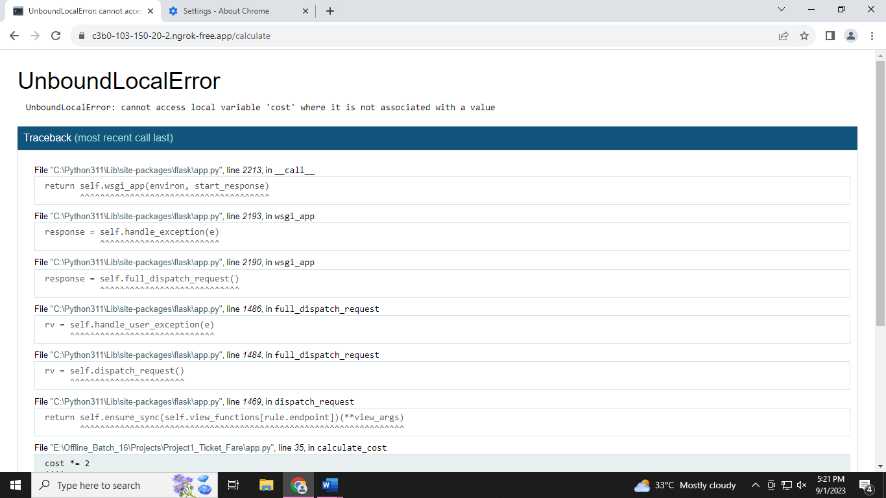 UnboundLocalError: cannot acces
Settings - About Chrome
c3b0-103-150-20-2.ngrok-free.app/calculate
UnboundLocalError
UnboundLocalError: cannot access local variable 'cost' where it is not associated with a value
Traceback (most recent call last)
File "C:\Python311\Lib\site-packages\flask\app.py", line 2213, in __call__
return self.wsgi_app(environ, start_response)
^^^^^^^^^^^^^^^^^^^^^^^^^^^^^^^^^^^^^^
File "C:\Python311\Lib\site-packages\flask\app.py", line 2193, in wsgi_app
response = self.handle_exception(e)
^^^^^^^^^^^^^^^^^^^^^^^^
File "C:\Python311\Lib\site-packages\flask\app.py", line 2190, in wsgi_app
response = self.full_dispatch_request()
^^^^^^^^^^^^^^^^^^^^^^^^^^^^
File "C:\Python311\Lib\site-packages\flask\app.py", line 1486, in full_dispatch_request
rv = self.handle_user_exception(e)
^^^^^^^^^^^^^^^^^^^^^^^^^^^^^
File "C:\Python311\Lib\site-packages\flask\app.py", line 1484, in full_dispatch_request
rv = self.dispatch_request()
^^^^^^^^^^^^^^^^^^^^^^^
File "C:\Python311\Lib\site-packages\flask\app.py", line 1469, in dispatch_request
return self.ensure_sync(self.view_functions[rule.endpoint])(**view_args)
^^^^^^^^^^^^^^^^^^^^^^^^^^^^^^^^^^^^^^^^^^^^^^^^^^^^^^^^^^^^^^^^^
File "E:\Offline_Batch_16\Projects\Project1_Ticket_Fare\app.py", line 35, in calculate_cost
cost *= 2
^^^^
Type here to search
33°C Mostly cloudy
5:21 PM
9/1/2023
4